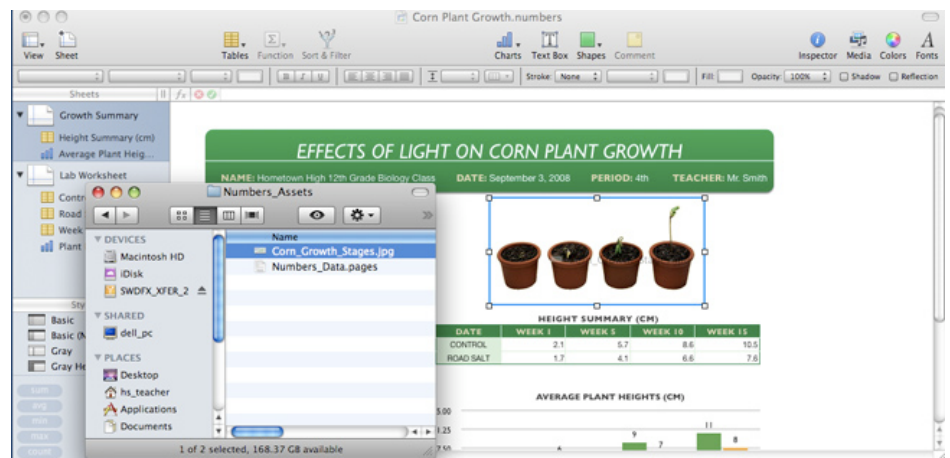 Corn Plant Growth.numbers
View Sheet Tables Function Sort & Filter Charts Text Box Shapes Comment Inspector Media Colors Fonts
B I U Stroke: None Fill: Opacity: 100% Shadow Reflection
Sheets fx
Growth Summary
Height Summary (cm)
Average Plant Heig...
Lab Worksheet
Contr
Road
Week
Plant
Sty
Basic
Basic (N
Gray
Gray He
sum
avg
min
max
count
EFFECTS OF LIGHT ON CORN PLANT GROWTH
NAME: Hometown High 12th Grade Biology Class DATE: September 3, 2008 PERIOD: 4th TEACHER: Mr. Smith
Numbers_Assets
DEVICES
Macintosh HD
iDisk
SWDFX_XFER_2
SHARED
dell_pc
PLACES
Desktop
hs_teacher
Applications
Documents
Name
Corn_Growth_Stages.jpg
Numbers_Data.pages
1 of 2 selected, 168.37 GB available
HEIGHT SUMMARY (CM)
DATE WEEK 1 WEEK 5 WEEK 10 WEEK 15
CONTROL 2.1 5.7 8.6 10.5
ROAD SALT 1.7 4.1 6.6 7.6
AVERAGE PLANT HEIGHTS (CM)
5.00
1.25
7.50
9
7
11
8